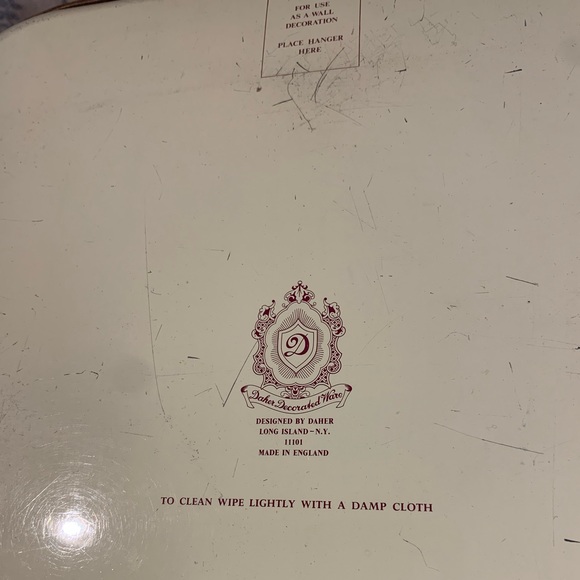 FOR USE
AS A WALL
DECORATION
PLACE HANGER
HERE
D
Daher Decorated Ware
DESIGNED BY DAHER
LONG ISLAND-N.Y.
11101
MADE IN ENGLAND
TO CLEAN WIPE LIGHTLY WITH A DAMP CLOTH